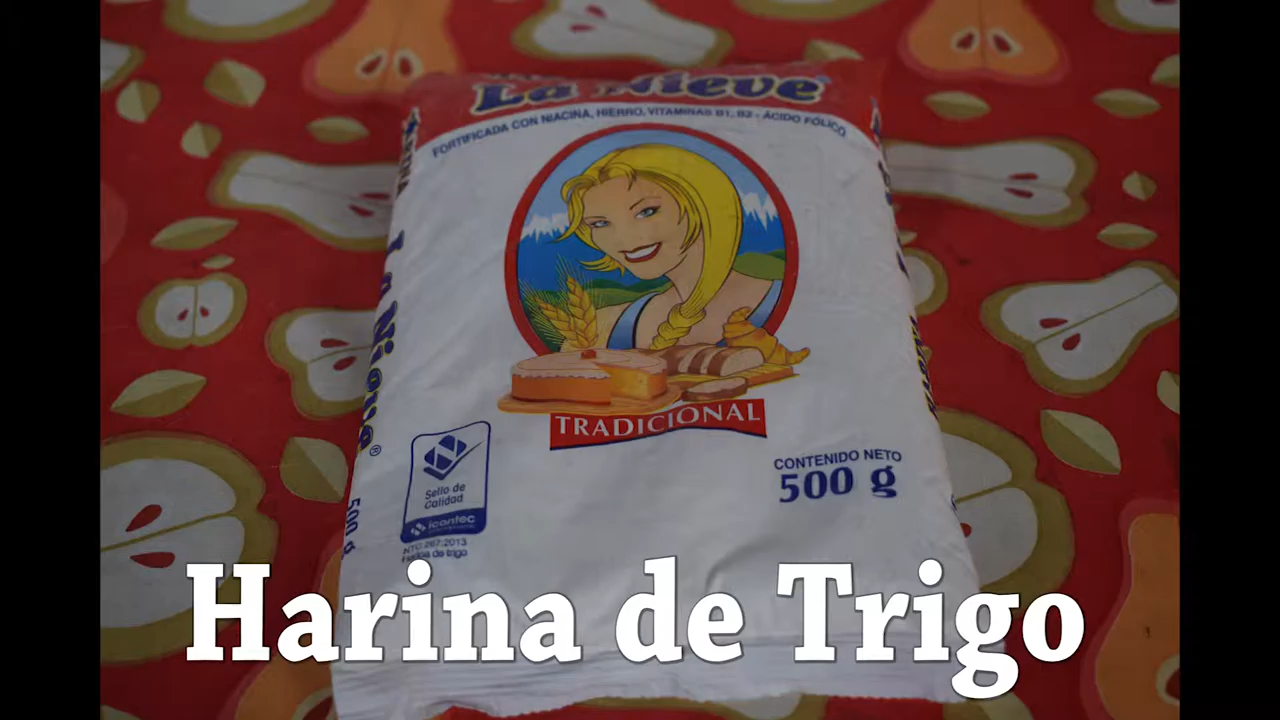 La Nieve
FORTIFICADA CON NIACINA, HIERRO, VITAMINAS B1, B2 - ÁCIDO FÓLICO
TRADICIONAL
CONTENIDO NETO
500 g
Sello de
Calidad
icontec
NTC 267:2013
Harina de trigo
La Nieve®
500 g
Harina de Trigo